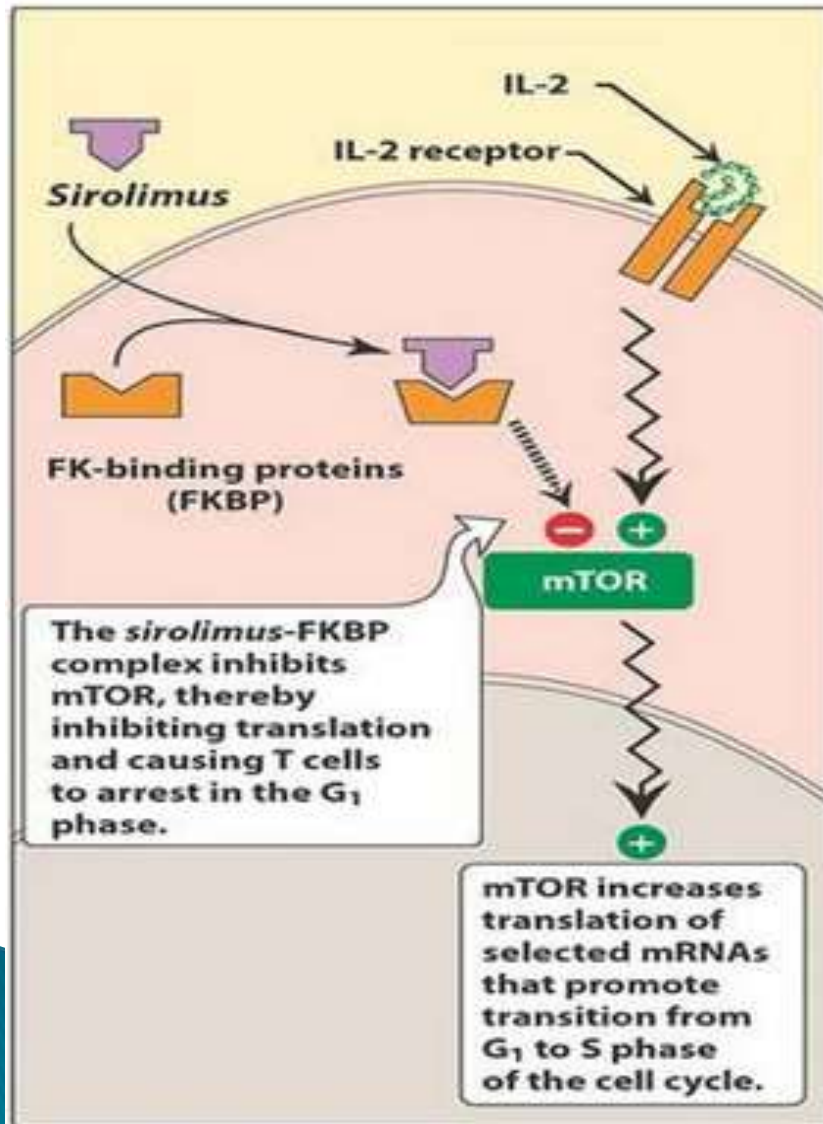 IL-2
IL-2 receptor
Sirolimus
FK-binding proteins
(FKBP)
−
+
mTOR
The sirolimus-FKBP
complex inhibits
mTOR, thereby
inhibiting translation
and causing T cells
to arrest in the G₁
phase.
+
mTOR increases
translation of
selected mRNAs
that promote
transition from
G₁ to S phase
of the cell cycle.